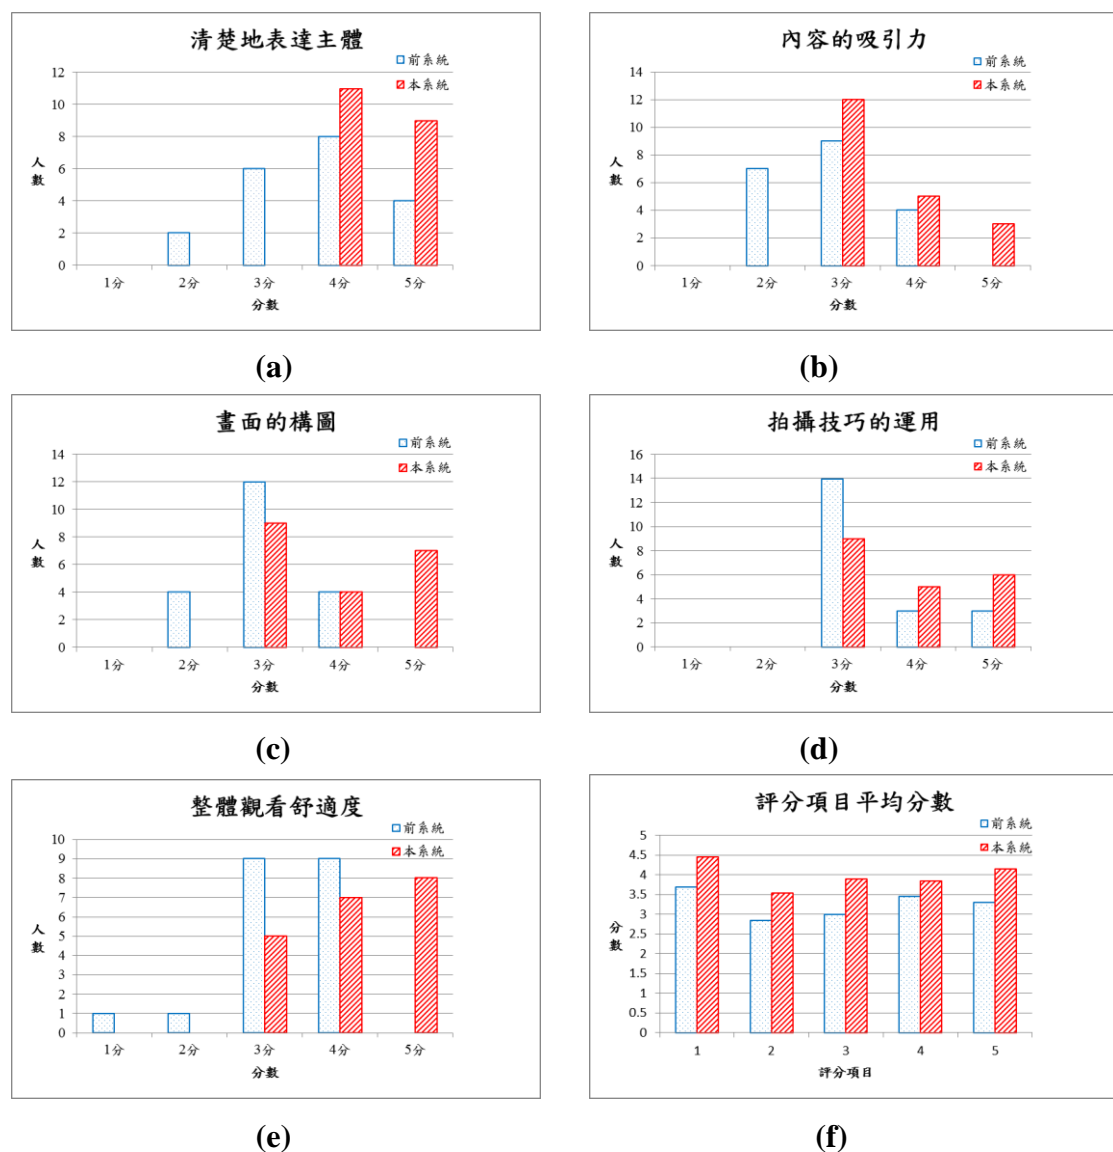 清楚地表達主體
前系統
本系統
12
10
8
6
4
2
0
人數
1分 2分 3分 4分 5分
分數
(a)
內容的吸引力
前系統
本系統
14
12
10
8
6
4
2
0
人數
1分 2分 3分 4分 5分
分數
(b)
畫面的構圖
前系統
本系統
14
12
10
8
6
4
2
0
人數
1分 2分 3分 4分 5分
分數
(c)
拍攝技巧的運用
前系統
本系統
16
14
12
10
8
6
4
2
0
人數
1分 2分 3分 4分 5分
分數
(d)
整體觀看舒適度
前系統
本系統
10
9
8
7
6
5
4
3
2
1
0
人數
1分 2分 3分 4分 5分
分數
(e)
評分項目平均分數
前系統
本系統
5
4.5
4
3.5
3
2.5
2
1.5
1
0.5
0
分數
1 2 3 4 5
評分項目
(f)